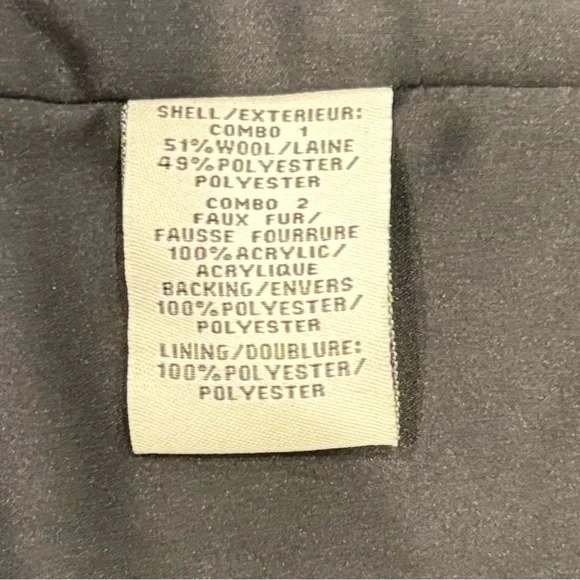 SHELL/EXTERIEUR:
COMBO 1
51%WOOL/LAINE
49%POLYESTER/
POLYESTER
COMBO 2
FAUX FUR/
FAUSSE FOURRURE
100%ACRYLIC/
ACRYLIQUE
BACKING/ENVERS
100%POLYESTER/
POLYESTER
LINING/DOUBLURE:
100%POLYESTER/
POLYESTER